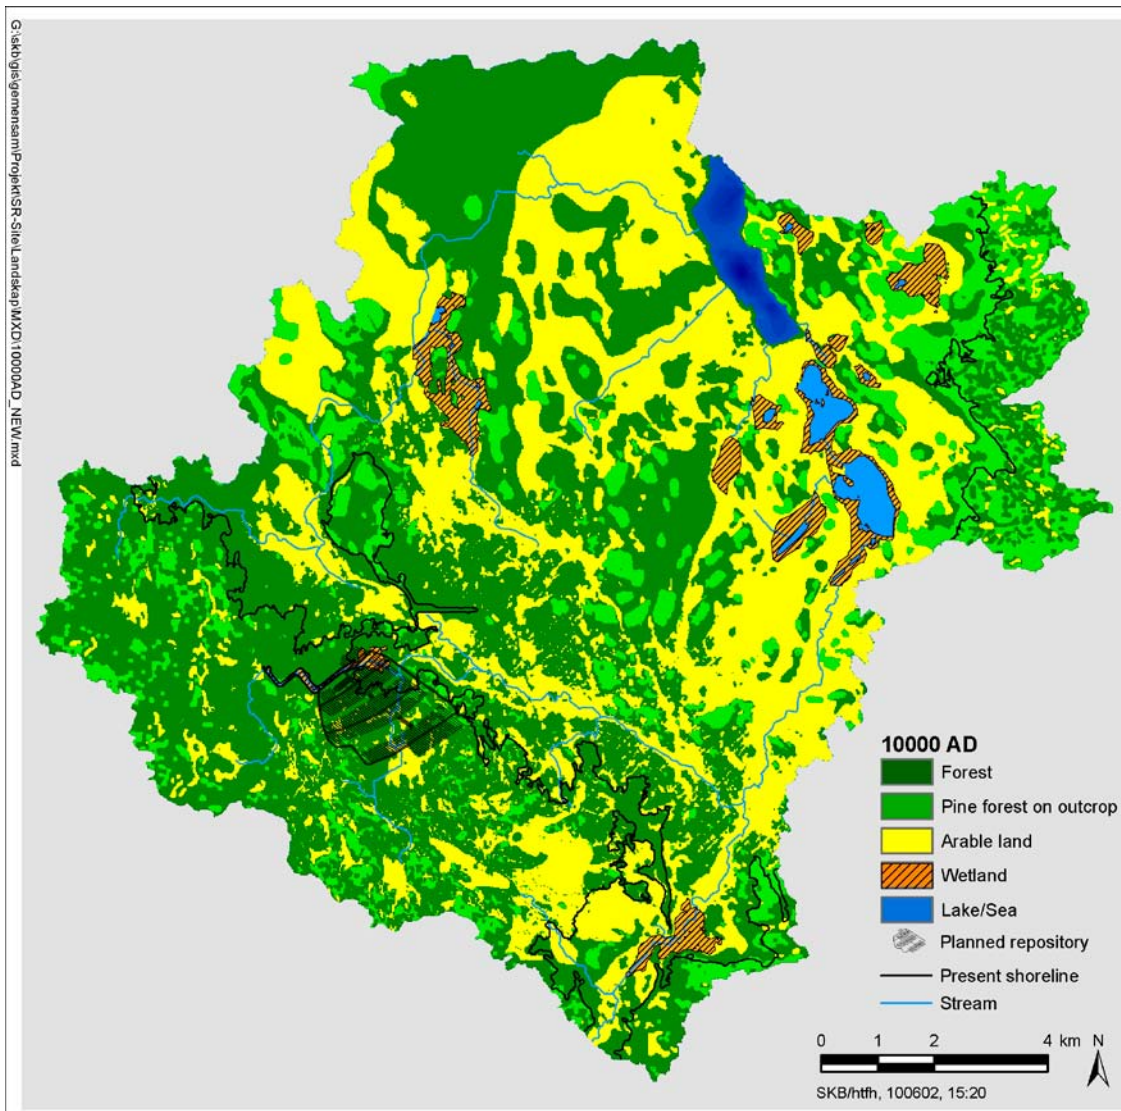 G:\skb\gis\gemensam\Projekt\SR-Site\Landskap\MXD\10000AD_NEW.mxd
10000 AD
Forest
Pine forest on outcrop
Arable land
Wetland
Lake/Sea
Planned repository
Present shoreline
Stream
0 1 2 4 km N
SKB/htfh, 100602, 15:20